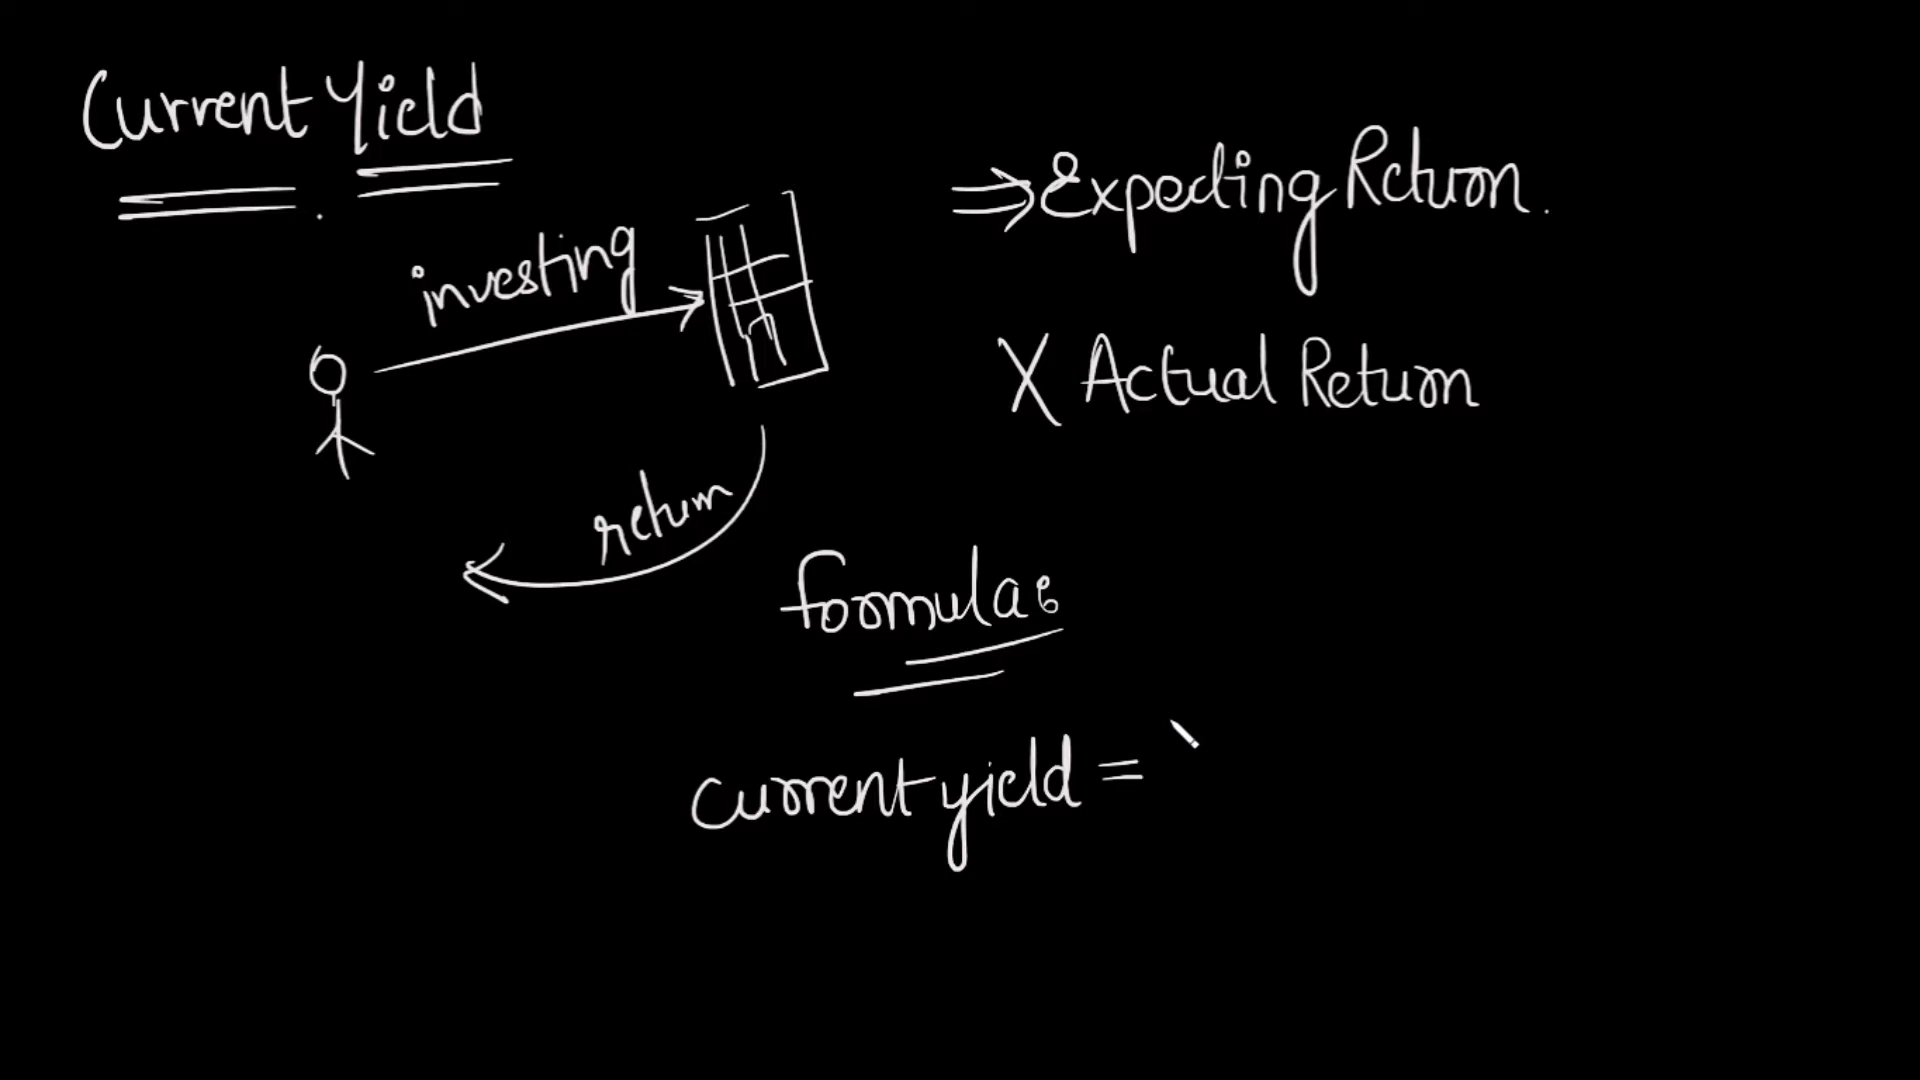 Current Yield
⇒ Expecting Return.
investing
X Actual Return
return
formulae
current yield =